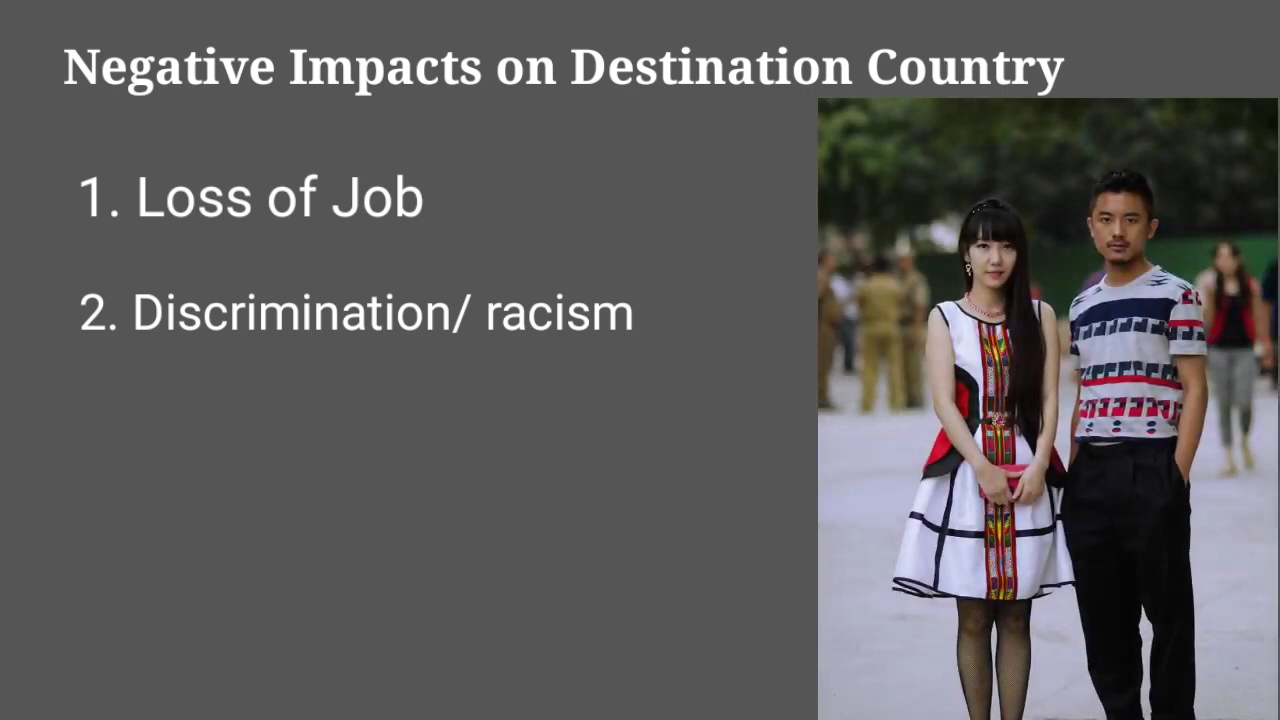 Negative Impacts on Destination Country
1. Loss of Job
2. Discrimination/ racism